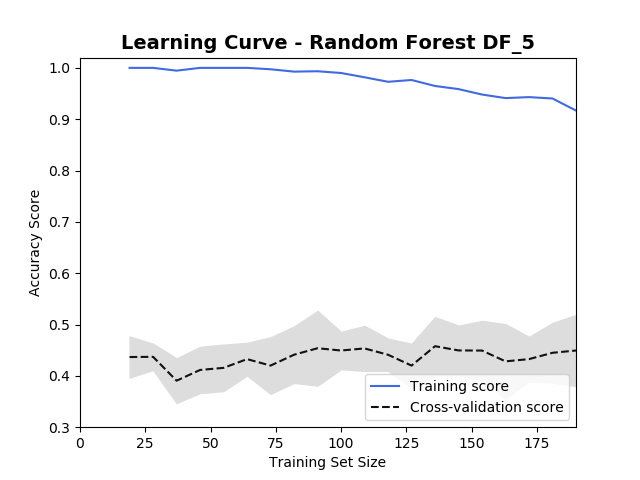 Learning Curve - Random Forest DF_5
Accuracy Score
1.0
0.9
0.8
0.7
0.6
0.5
0.4
0.3
Training score
Cross-validation score
0 25 50 75 100 125 150 175
Training Set Size